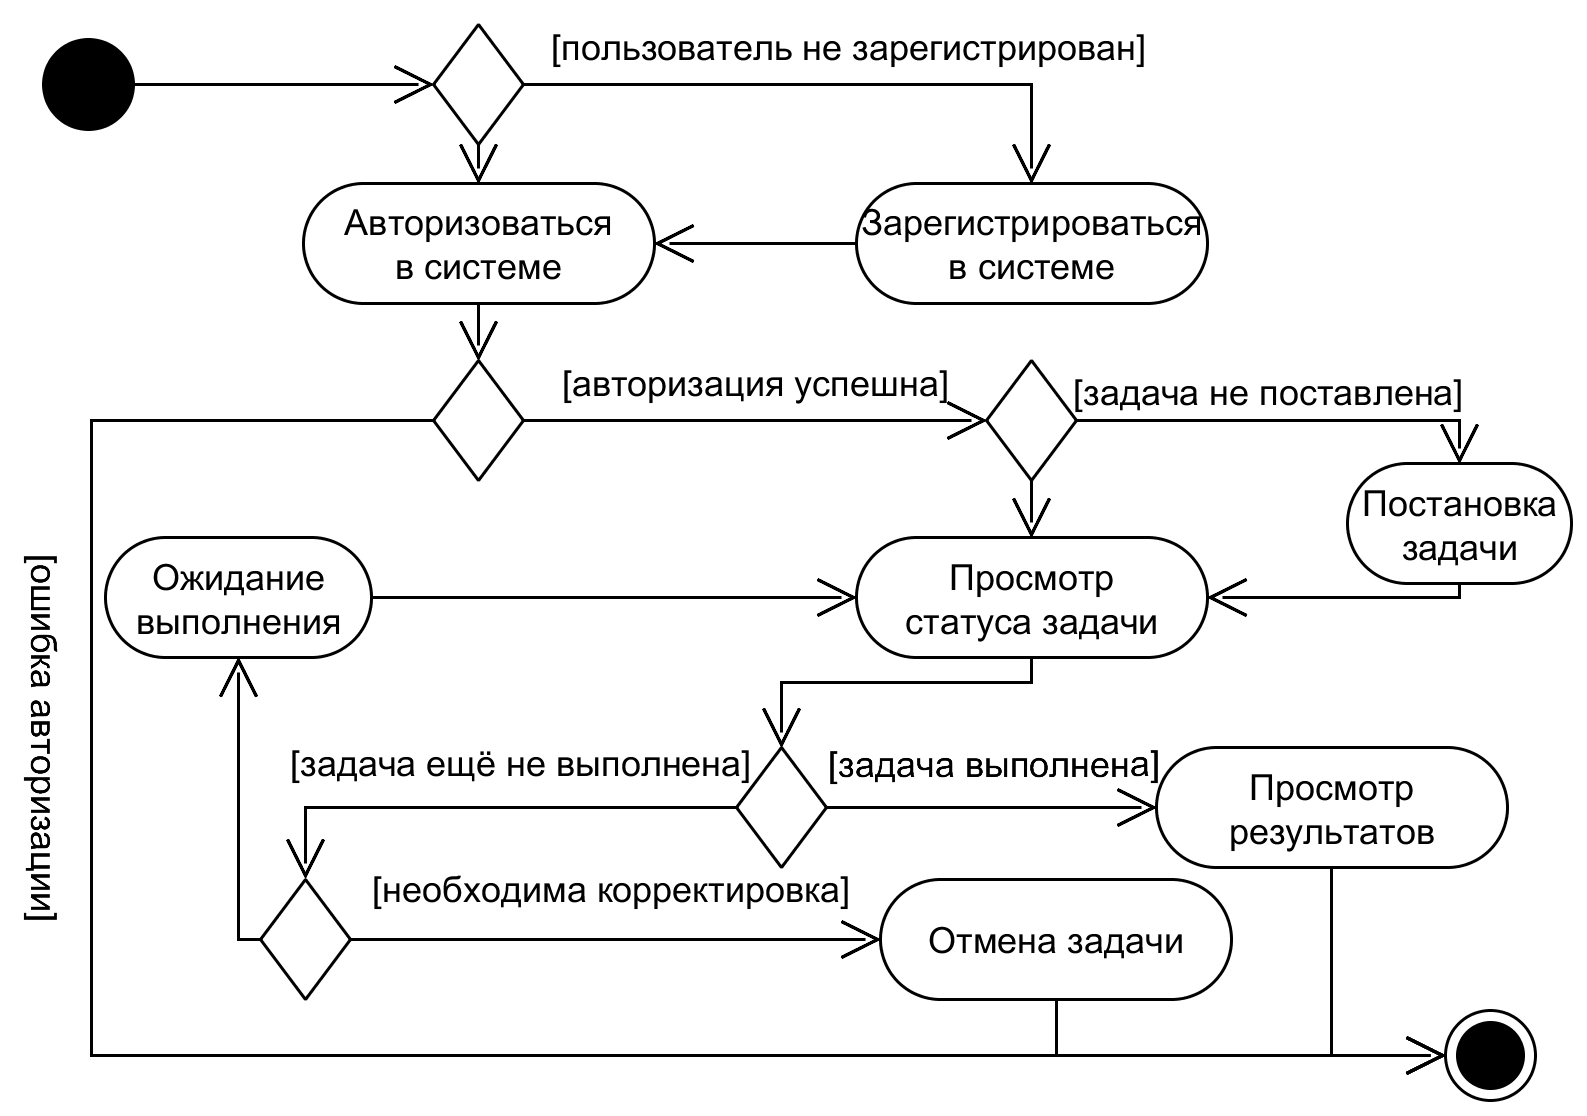 [пользователь не зарегистрирован]
Авторизоваться
в системе
Зарегистрироваться
в системе
[авторизация успешна]
[задача не поставлена]
Постановка
задачи
Ожидание
выполнения
Просмотр
статуса задачи
[ошибка авторизации]
[задача ещё не выполнена]
[задача выполнена]
Просмотр
результатов
[необходима корректировка]
Отмена задачи